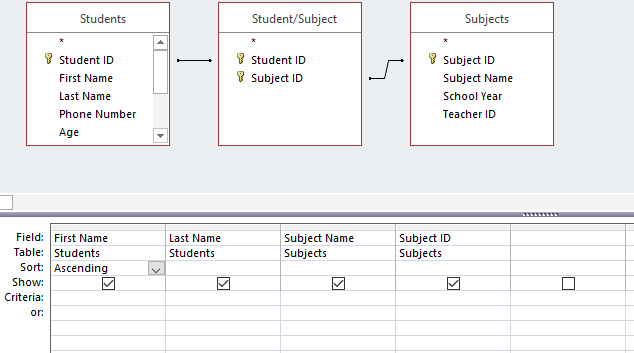 Students
*
Student ID
First Name
Last Name
Phone Number
Age
Student/Subject
*
Student ID
Subject ID
Subjects
*
Subject ID
Subject Name
School Year
Teacher ID
Field: First Name Last Name Subject Name Subject ID
Table: Students Students Subjects Subjects
Sort: Ascending
Show:
Criteria:
or: